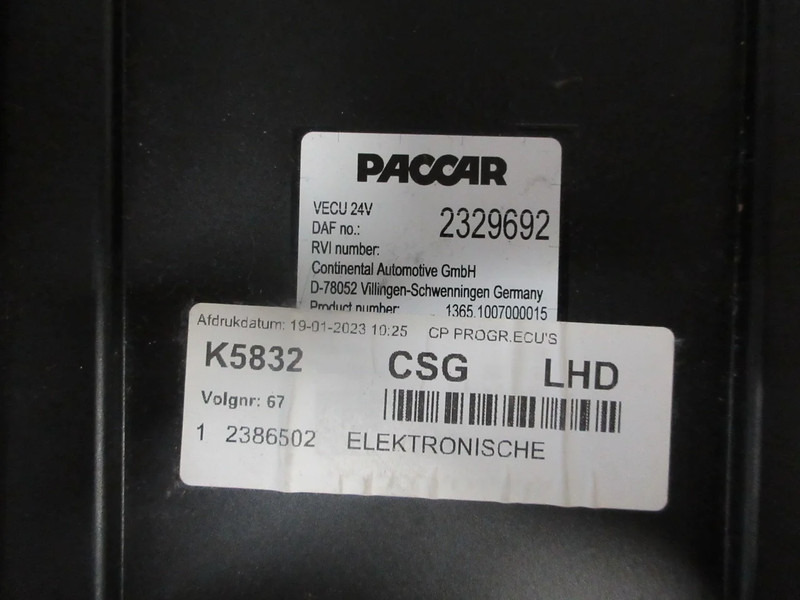 PACCAR
VECU 24V
DAF no.: 2329692
RVI number:
Continental Automotive GmbH
D-78052 Villingen-Schwenningen Germany
Product number: 1365.1007000015
Afdrukdatum: 19-01-2023 10:25 CP PROGR.ECU'S
K5832 CSG LHD
Volgnr: 67
1 2386502 ELEKTRONISCHE